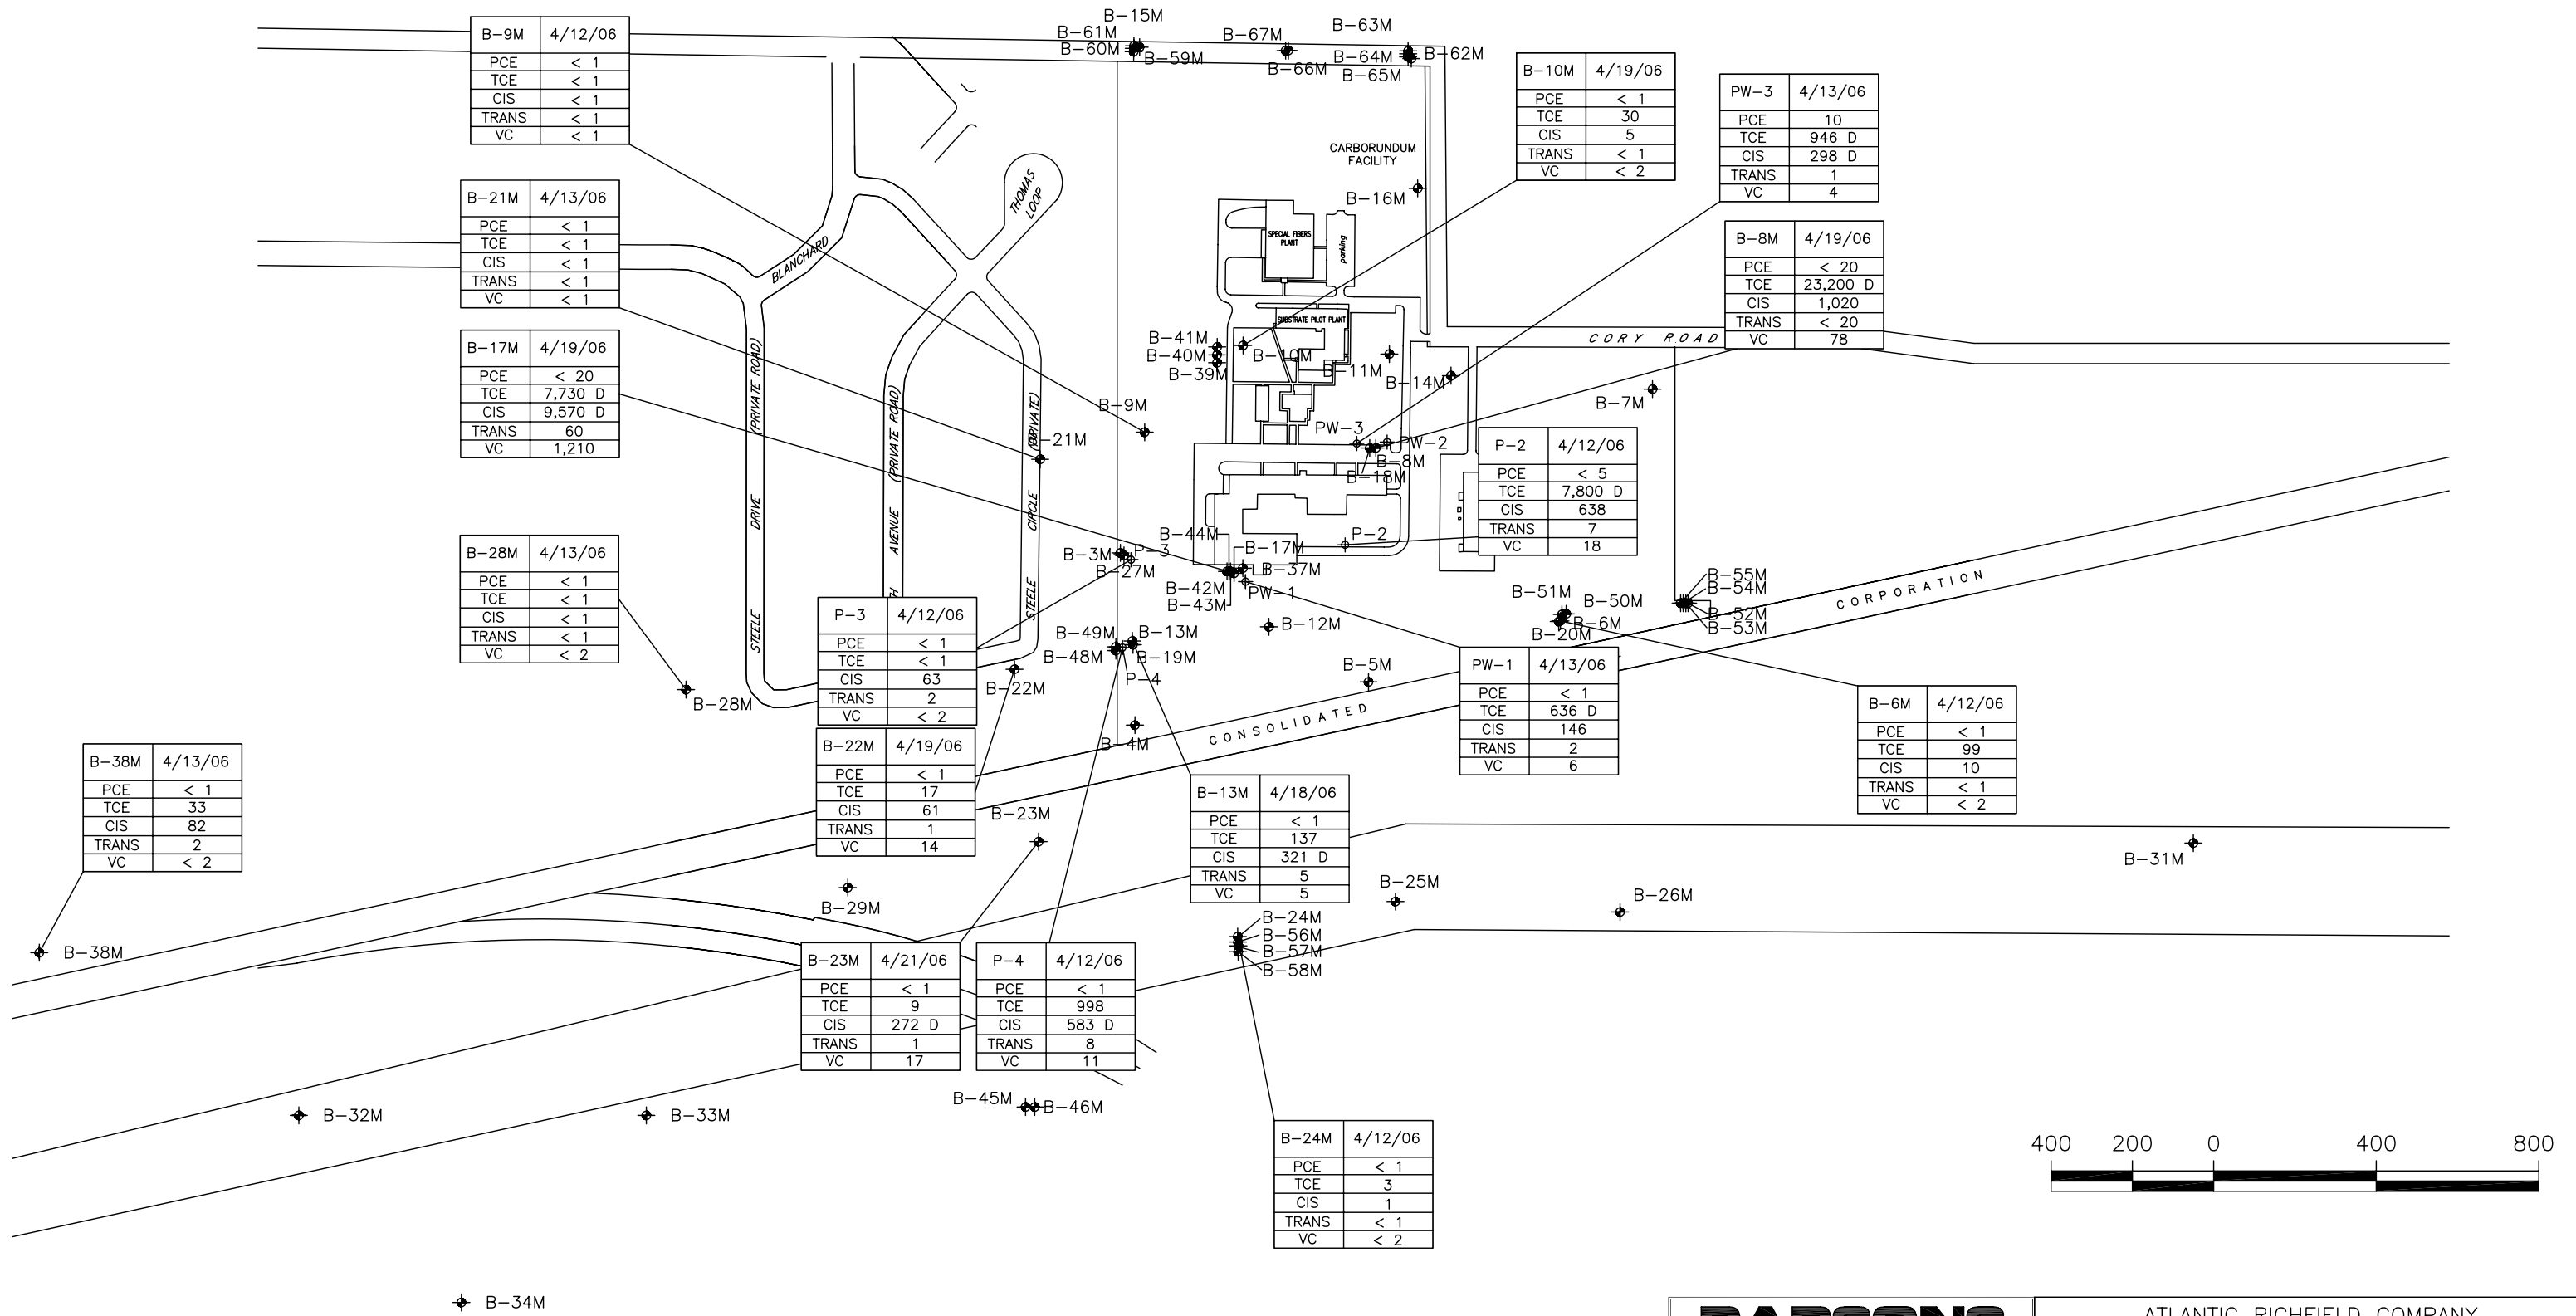 B-15M
B-61M
B-60M
B-59M
B-67M
B-66M
B-63M
B-64M
B-62M
B-65M
B-9M 4/12/06
PCE < 1
TCE < 1
CIS < 1
TRANS < 1
VC < 1
B-10M 4/19/06
PCE < 1
TCE 30
CIS 5
TRANS < 1
VC < 2
PW-3 4/13/06
PCE 10
TCE 946 D
CIS 298 D
TRANS 1
VC 4
CARBORUNDUM
FACILITY
B-16M
THOMAS
LOOP
B-21M 4/13/06
PCE < 1
TCE < 1
CIS < 1
TRANS < 1
VC < 1
BLANCHARD
SPECIAL FIBERS
PLANT
parking
B-8M 4/19/06
PCE < 20
TCE 23,200 D
CIS 1,020
TRANS < 20
VC 78
SUBSTRATE PILOT PLANT
CORY ROAD
B-17M 4/19/06
PCE < 20
TCE 7,730 D
CIS 9,570 D
TRANS 60
VC 1,210
B-41M
B-40M
B-39M
B-10M
B-11M
B-14M
B-7M
B-9M
B-21M
PW-3
PW-2
B-8M
B-18M
STEELE DRIVE (PRIVATE ROAD)
AVENUE (PRIVATE ROAD)
STEELE CIRCLE (PRIVATE)
P-2 4/12/06
PCE < 5
TCE 7,800 D
CIS 638
TRANS 7
VC 18
B-28M 4/13/06
PCE < 1
TCE < 1
CIS < 1
TRANS < 1
VC < 2
B-44M
P-2
B-3M
P-3
B-27M
B-17M
B-37M
B-42M
PW-1
B-43M
B-12M
B-51M
B-50M
B-6M
B-20M
B-55M
B-54M
B-52M
B-53M
CONSOLIDATED CORPORATION
P-3 4/12/06
PCE < 1
TCE < 1
CIS 63
TRANS 2
VC < 2
B-49M
B-13M
B-48M
B-19M
P-4
B-22M
B-5M
B-28M
B-4M
PW-1 4/13/06
PCE < 1
TCE 636 D
CIS 146
TRANS 2
VC 6
B-6M 4/12/06
PCE < 1
TCE 99
CIS 10
TRANS < 1
VC < 2
B-38M 4/13/06
PCE < 1
TCE 33
CIS 82
TRANS 2
VC < 2
B-22M 4/19/06
PCE < 1
TCE 17
CIS 61
TRANS 1
VC 14
B-13M 4/18/06
PCE < 1
TCE 137
CIS 321 D
TRANS 5
VC 5
B-23M
B-31M
B-29M
B-25M
B-26M
B-24M
B-56M
B-57M
B-58M
B-38M
B-23M 4/21/06
PCE < 1
TCE 9
CIS 272 D
TRANS 1
VC 17
P-4 4/12/06
PCE < 1
TCE 998
CIS 583 D
TRANS 8
VC 11
B-32M
B-33M
B-45M
B-46M
B-24M 4/12/06
PCE < 1
TCE 3
CIS 1
TRANS < 1
VC < 2
400 200 0 400 800
B-34M
PARSONS
ATLANTIC RICHFIELD COMPANY